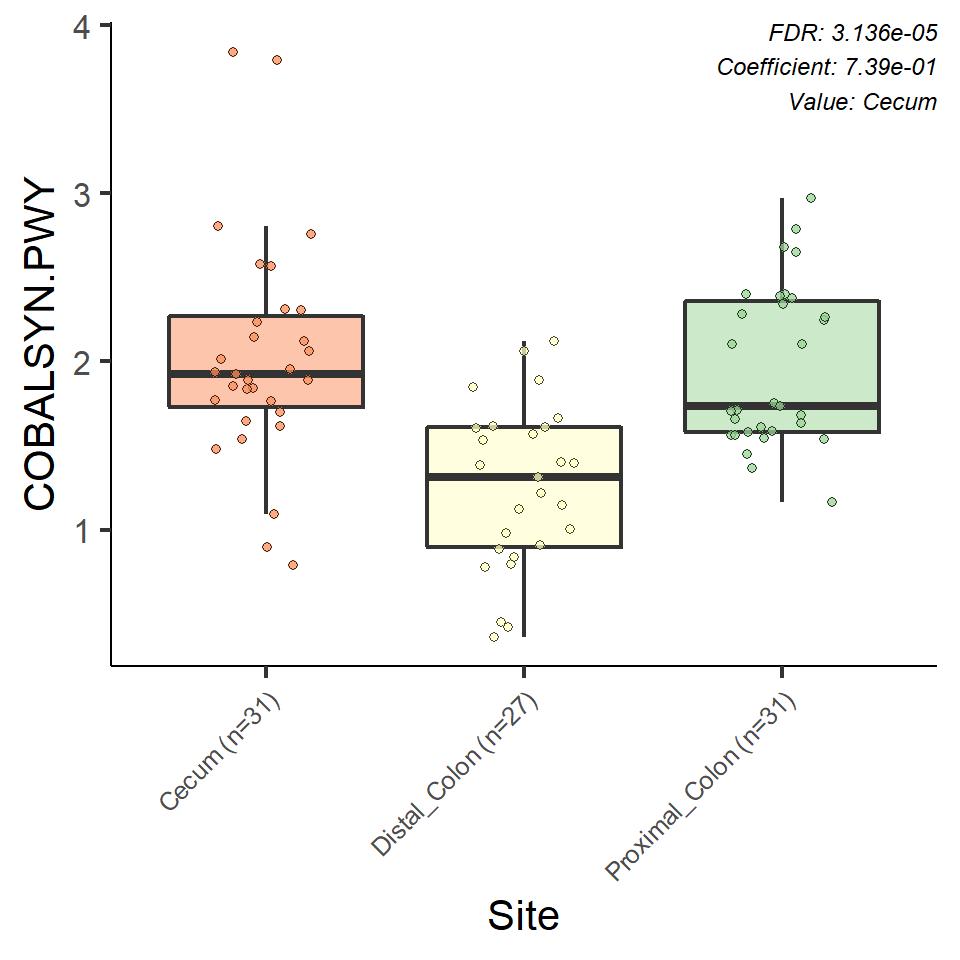 FDR: 3.136e-05
Coefficient: 7.39e-01
Value: Cecum
COBALSYN.PWY
4
3
2
1
Cecum (n=31)
Distal_Colon (n=27)
Proximal_Colon (n=31)
Site